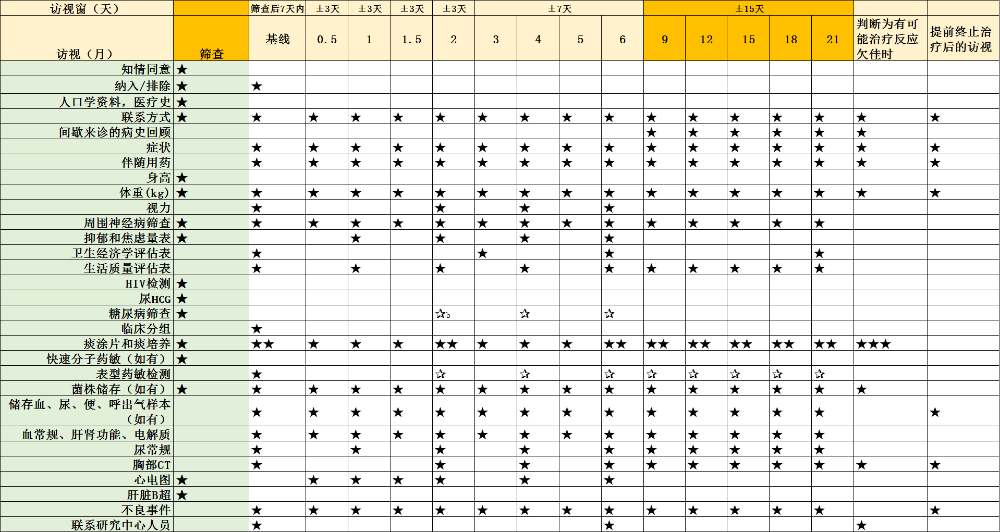 访视窗（天） 筛查后7天内 ±3天 ±3天 ±3天 ±3天 ±7天 ±15天
访视（月） 筛查 基线 0.5 1 1.5 2 3 4 5 6 9 12 15 18 21 判断为有可能治疗反应欠佳时 提前终止治疗后的访视
知情同意 ★
纳入/排除 ★ ★
人口学资料，医疗史 ★
联系方式 ★ ★ ★ ★ ★ ★ ★ ★ ★ ★ ★ ★ ★ ★ ★ ★ ★
间歇来诊的病史回顾 ★ ★ ★ ★ ★ ★
症状 ★ ★ ★ ★ ★ ★ ★ ★ ★ ★ ★ ★ ★ ★ ★ ★
伴随用药 ★ ★ ★ ★ ★ ★ ★ ★ ★ ★ ★ ★ ★ ★ ★ ★
身高 ★
体重(kg) ★ ★ ★ ★ ★ ★ ★ ★ ★ ★ ★ ★ ★ ★ ★ ★ ★
视力 ★ ★ ★ ★
周围神经病筛查 ★ ★ ★ ★ ★ ★ ★ ★ ★ ★ ★ ★ ★ ★ ★
抑郁和焦虑量表 ★ ★ ★ ★ ★
卫生经济学评估表 ★ ★ ★ ★
生活质量评估表 ★ ★ ★ ★ ★ ★ ★ ★ ★ ★
HIV检测 ★
尿HCG ★
糖尿病筛查 ★ ☆b ☆ ☆
临床分组 ★
痰涂片和痰培养 ★ ★★ ★ ★ ★ ★★ ★ ★ ★ ★★ ★★ ★★ ★★ ★★ ★★ ★★★
快速分子药敏（如有） ★
表型药敏检测 ★ ☆ ☆ ☆ ☆ ☆ ☆ ☆ ☆
菌株储存（如有） ★ ★ ★ ★ ★ ★ ★ ★ ★ ★ ★ ★ ★ ★ ★ ★
储存血、尿、便、呼出气样本
（如有） ★ ★ ★ ★ ★ ★ ★ ★ ★ ★ ★ ★ ★ ★ ★
血常规、肝肾功能、电解质 ★ ★ ★ ★ ★ ★ ★ ★ ★ ★ ★ ★ ★ ★
尿常规 ★ ★ ★ ★ ★ ★ ★ ★ ★ ★
胸部CT ★ ★ ★ ★ ★ ★ ★ ★ ★ ★ ★
心电图 ★ ★ ★ ★ ★ ★ ★
肝脏B超 ★
不良事件 ★ ★ ★ ★ ★ ★ ★ ★ ★ ★ ★ ★ ★ ★ ★
联系研究中心人员 ★ ★ ★